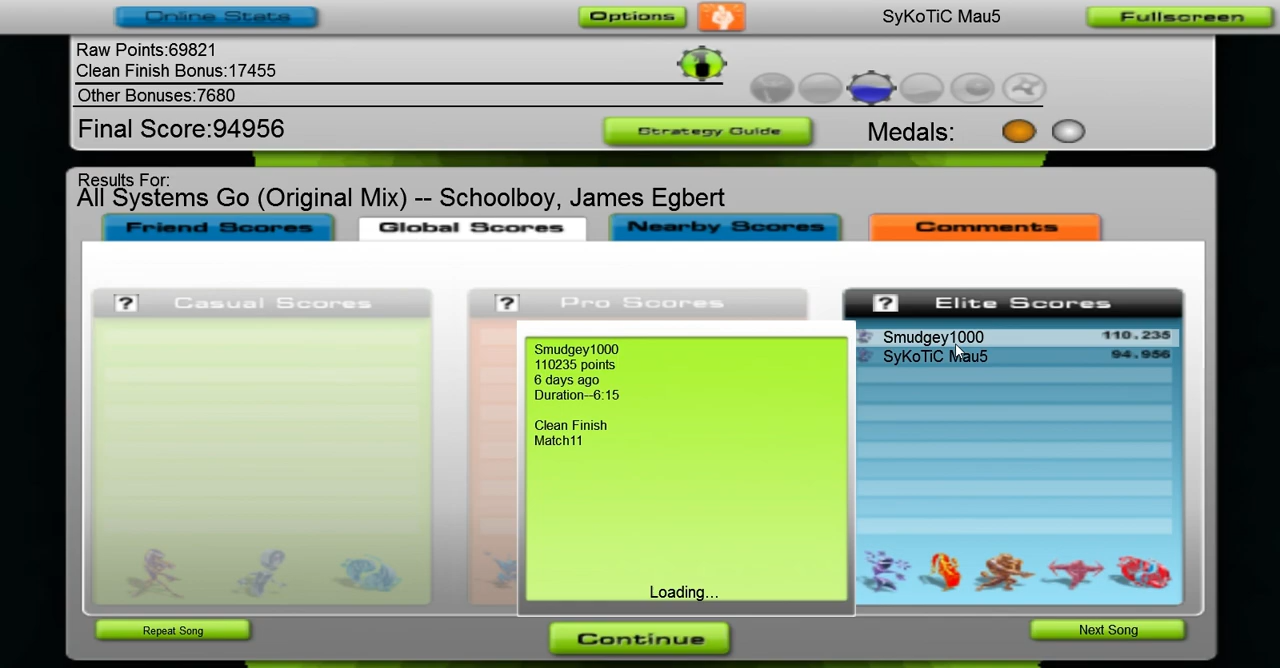 Online Stats
Options
SyKoTiC Mau5
Fullscreen
Raw Points:69821
Clean Finish Bonus:17455
Other Bonuses:7680
Final Score:94956
Strategy Guide
Medals:
Results For:
All Systems Go (Original Mix) -- Schoolboy, James Egbert
Friend Scores
Global Scores
Nearby Scores
Comments
? Casual Scores
? Pro Scores
? Elite Scores
Smudgey1000 110,235
SyKoTiC Mau5 94,956
Smudgey1000
110235 points
6 days ago
Duration--6:15
Clean Finish
Match11
Loading...
Repeat Song
Continue
Next Song